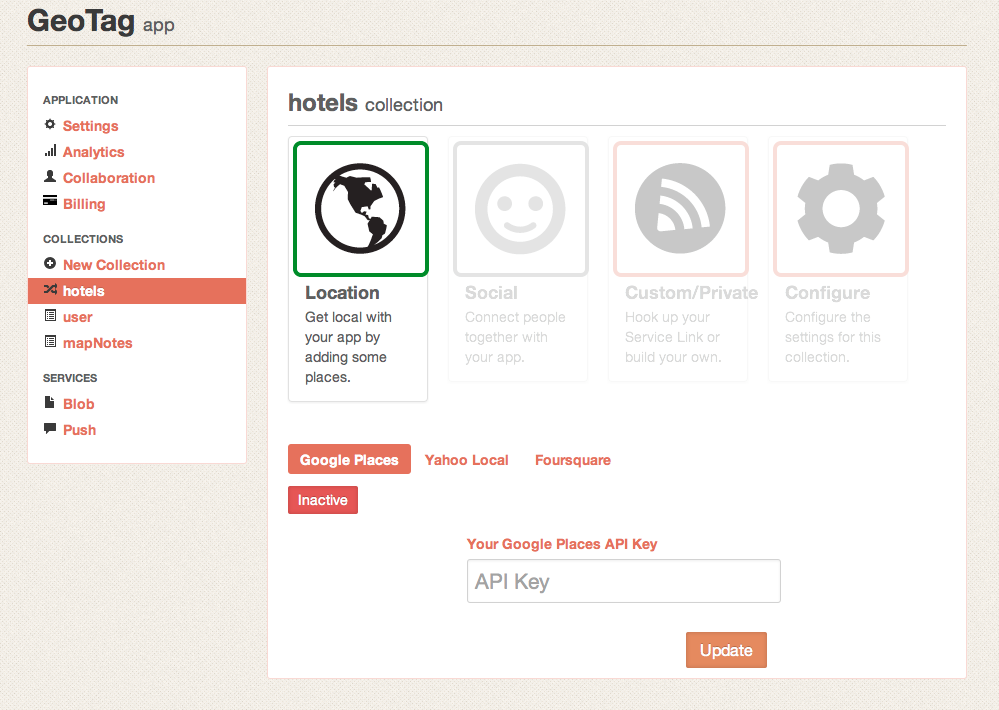 GeoTag app
APPLICATION
Settings
Analytics
Collaboration
Billing
COLLECTIONS
New Collection
hotels
user
mapNotes
SERVICES
Blob
Push
hotels collection
Location
Get local with
your app by
adding some
places.
Social
Connect people
together with
your app.
Custom/Private
Hook up your
Service Link or
build your own.
Configure
Configure the
settings for this
collection.
Google Places Yahoo Local Foursquare
Inactive
Your Google Places API Key
API Key
Update